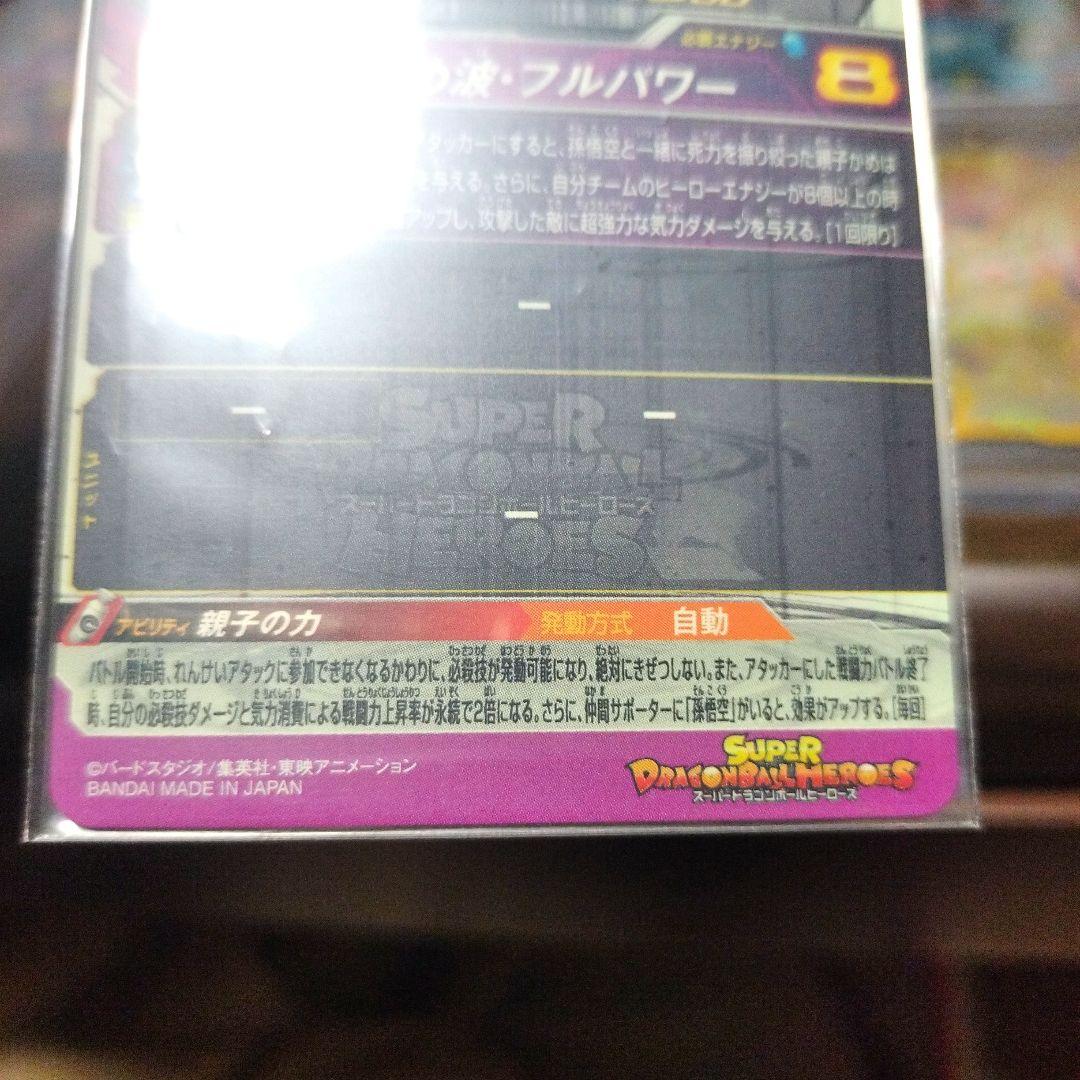 必要エナジー
8
波・フルパワー
タッカーにすると、孫悟空と一緒に死力を振り絞った親子かめは
を与える。さらに、自分チームのヒーローエナジーが8個以上の時
アップし、攻撃した敵に超強力な気力ダメージを与える。[1回限り]
SUPER
DRAGONBALL
スーパードラゴンボールヒーローズ
HEROES
ユニット
アビリティ 親子の力 発動方式 自動
バトル開始時、れんけいアタックに参加できなくなるかわりに、必殺技が発動可能になり、絶対にきぜつしない。また、アタッカーにした戦闘力バトル終了
時、自分の必殺技ダメージと気力消費による戦闘力上昇率が永続で2倍になる。さらに、仲間サポーターに「孫悟空」がいると、効果がアップする。[毎回]
©バードスタジオ/集英社・東映アニメーション
BANDAI MADE IN JAPAN
SUPER
DRAGONBALL HEROES
スーパードラゴンボールヒーローズ